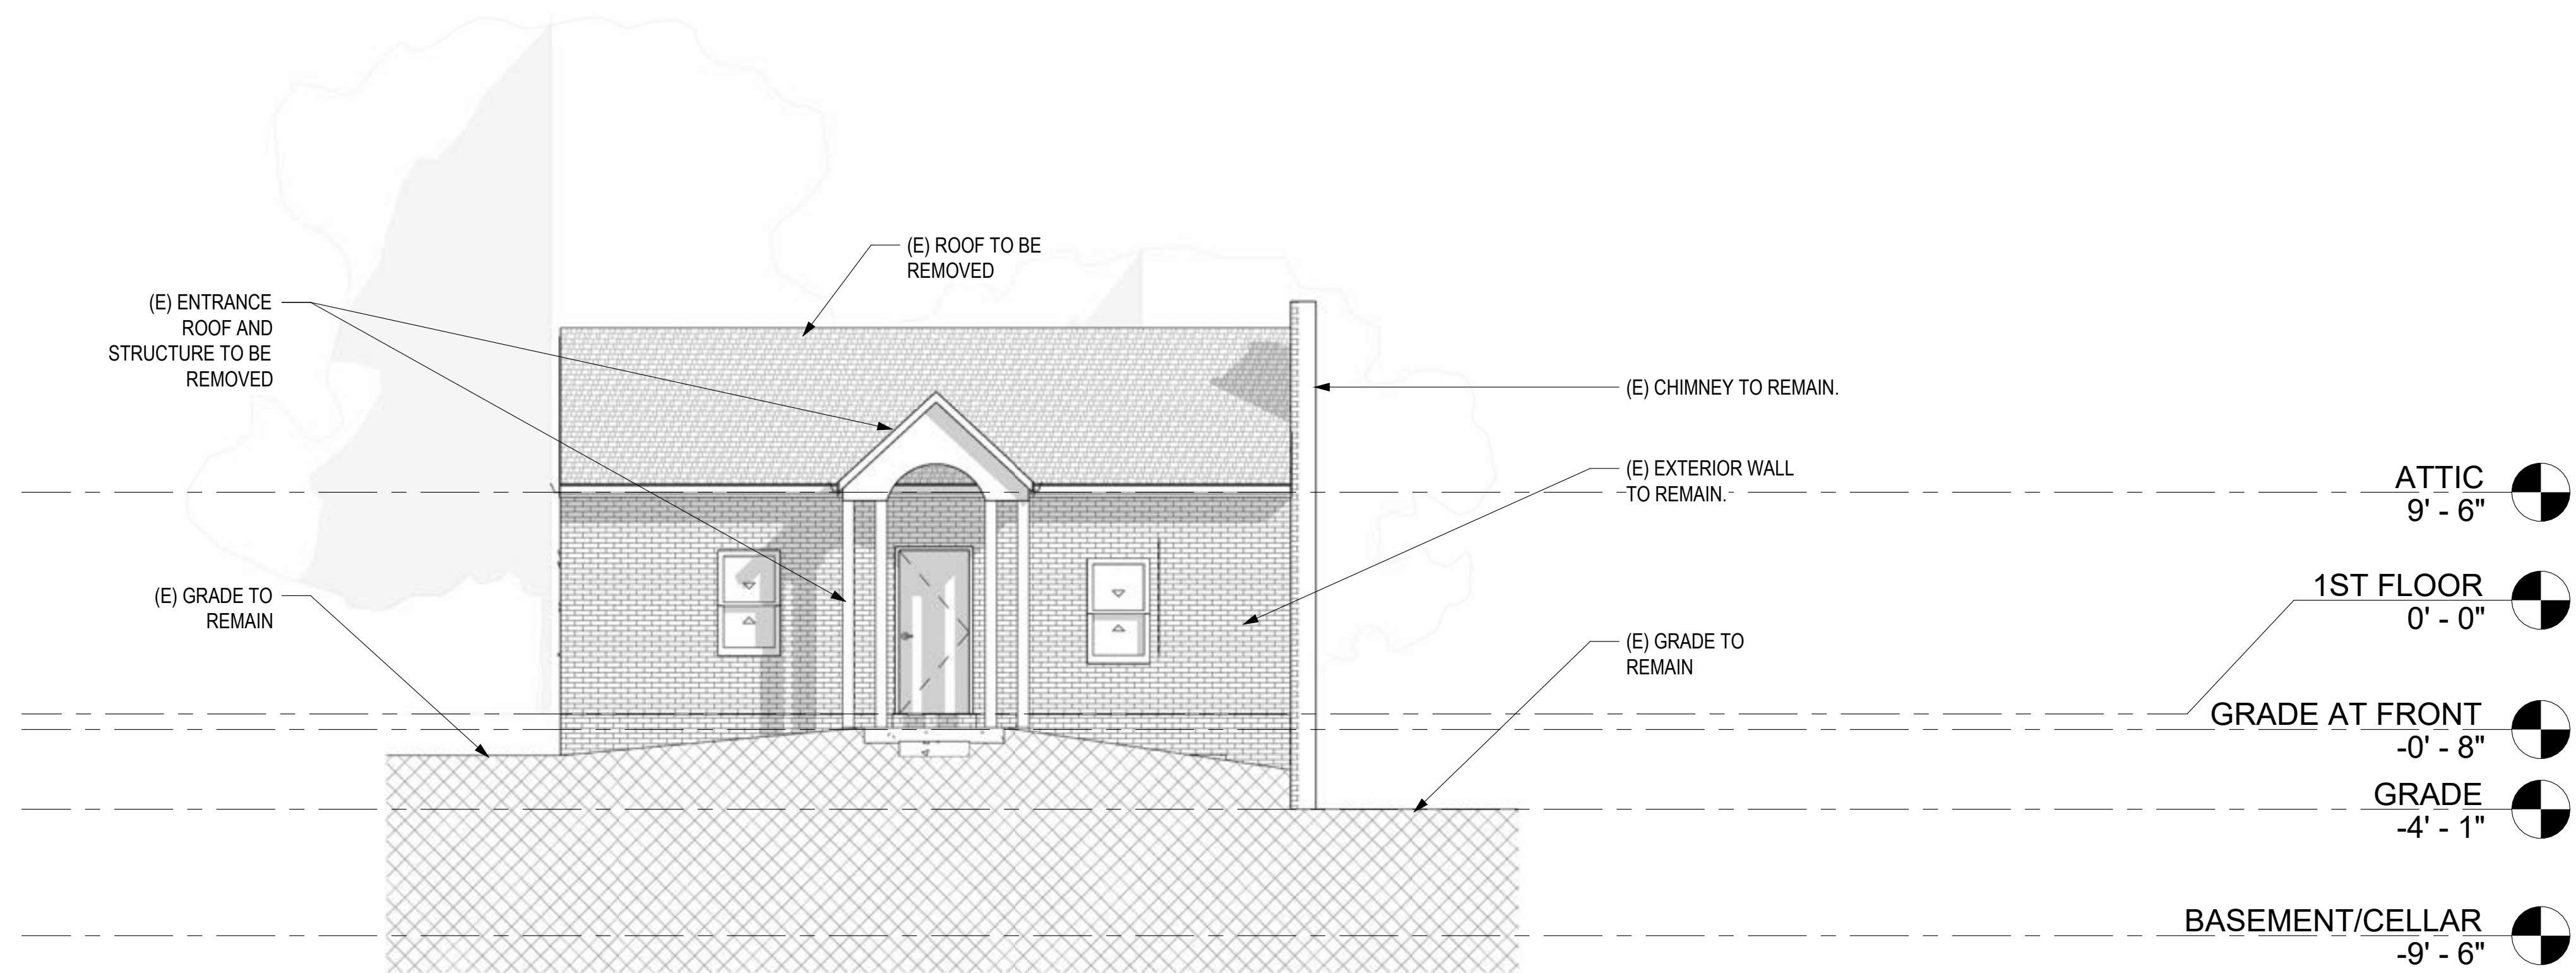 (E) ROOF TO BE
REMOVED
(E) ENTRANCE
ROOF AND
STRUCTURE TO BE
REMOVED
(E) CHIMNEY TO REMAIN.
(E) EXTERIOR WALL
TO REMAIN.
(E) GRADE TO
REMAIN
(E) GRADE TO
REMAIN
ATTIC
9' - 6"
1ST FLOOR
0' - 0"
GRADE AT FRONT
-0' - 8"
GRADE
-4' - 1"
BASEMENT/CELLAR
-9' - 6"